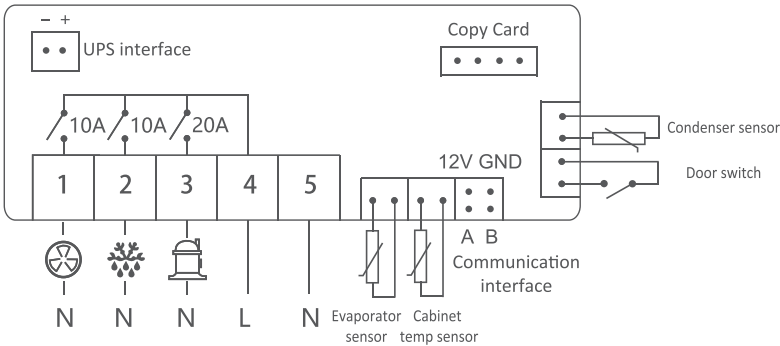 − +
UPS interface
Copy Card
10A 10A 20A
Condenser sensor
1 2 3 4 5
12V GND
Door switch
A B
Communication
interface
N N N L N
Evaporator
sensor
Cabinet
temp sensor